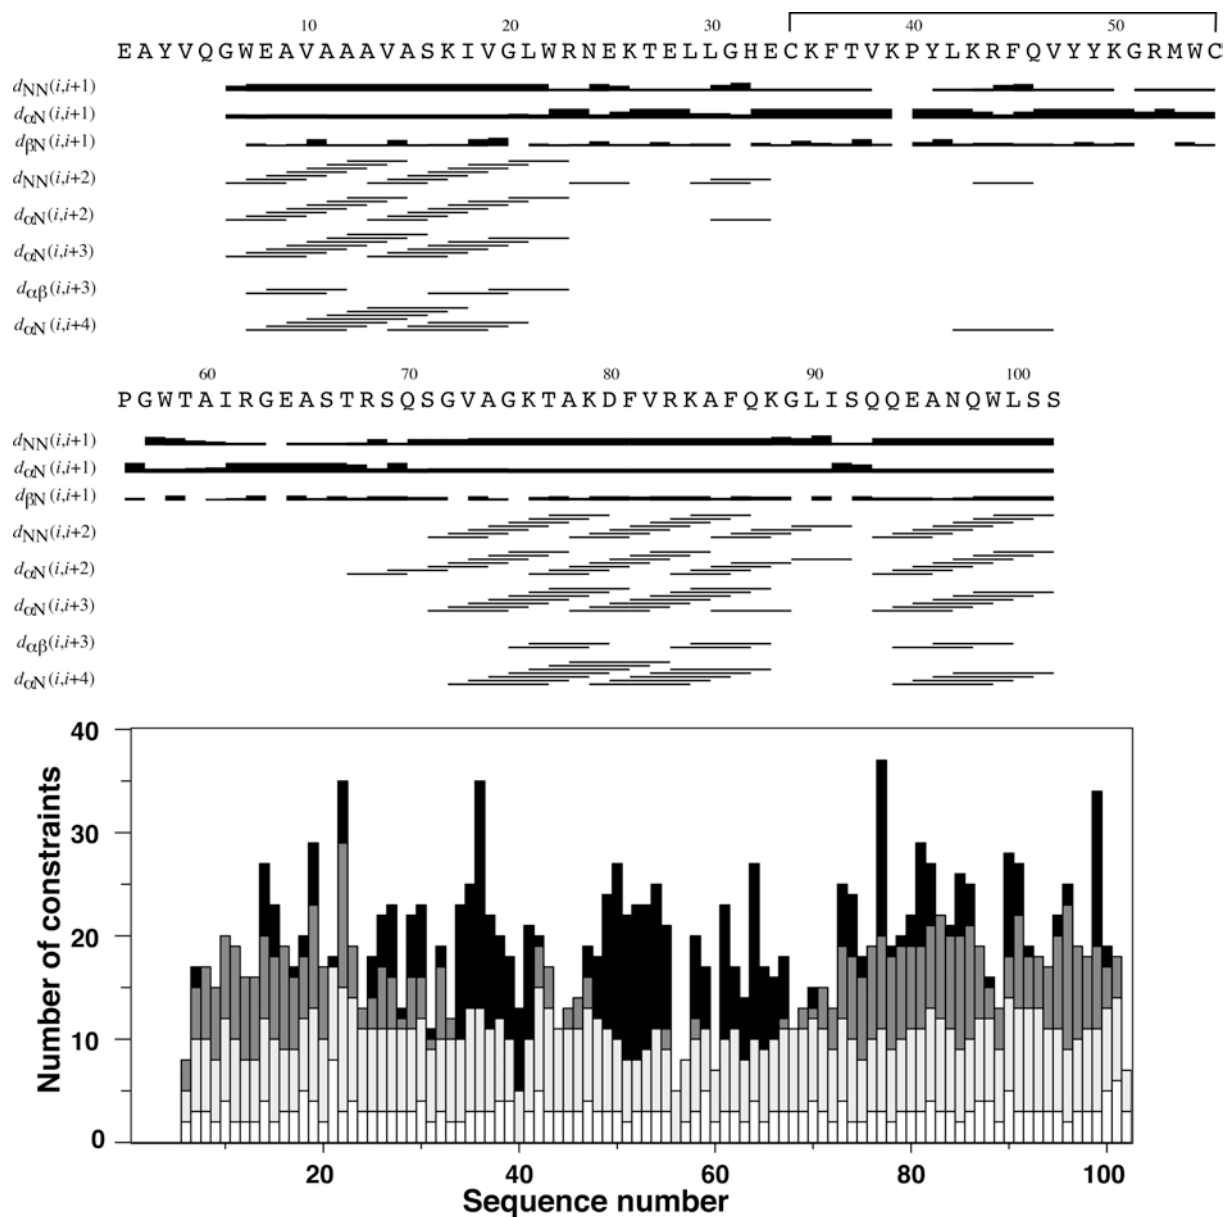 10 20 30 40 50
E A Y V Q G W E A V A A A V A S K I V G L W R N E K T E L L G H E C K F T V K P Y L K R F Q V Y Y K G R M W C
dNN(i,i+1)
dαN(i,i+1)
dβN(i,i+1)
dNN(i,i+2)
dαN(i,i+2)
dαN(i,i+3)
dαβ(i,i+3)
dαN(i,i+4)
60 70 80 90 100
P G W T A I R G E A S T R S Q S G V A G K T A K D F V R K A F Q K G L I S Q Q E A N Q W L S S
dNN(i,i+1)
dαN(i,i+1)
dβN(i,i+1)
dNN(i,i+2)
dαN(i,i+2)
dαN(i,i+3)
dαβ(i,i+3)
dαN(i,i+4)
40
30
20
10
0
Number of constraints
20 40 60 80 100
Sequence number